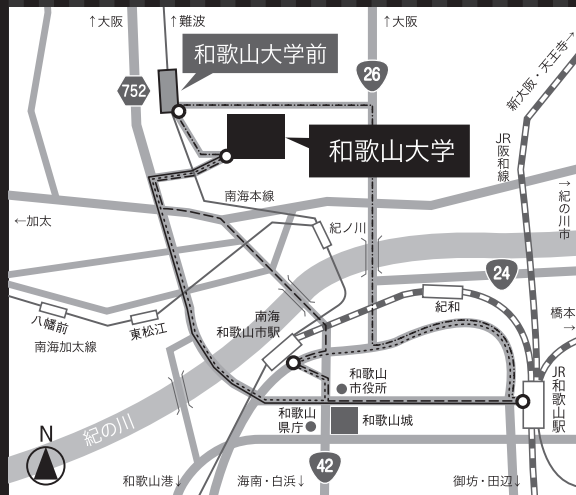 ↑大阪
↑難波
↑大阪
和歌山大学前
26
新大阪・天王寺→
752
和歌山大学
JR
阪和線
南海本線
→紀の川市
←加太
紀ノ川
24
八幡前
東松江
南海
和歌山市駅
紀和
橋本→
南海加太線
和歌山
市役所
JR和歌山駅
紀の川
和歌山
県庁
和歌山城
N
42
和歌山港↓
海南・白浜↓
御坊・田辺↓